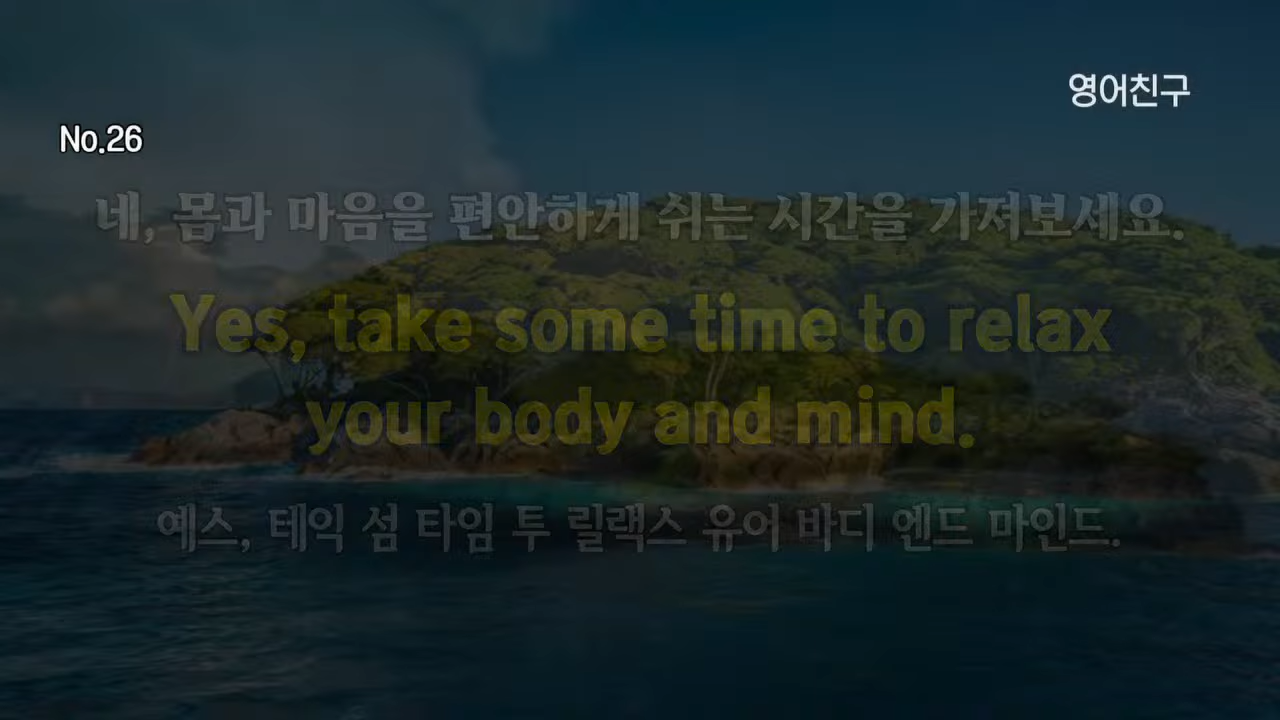 영어친구
No.26
네, 몸과 마음을 편안하게 쉬는 시간을 가져보세요.
Yes, take some time to relax
your body and mind.
예스, 테익 섬 타임 투 릴랙스 유어 바디 엔드 마인드.